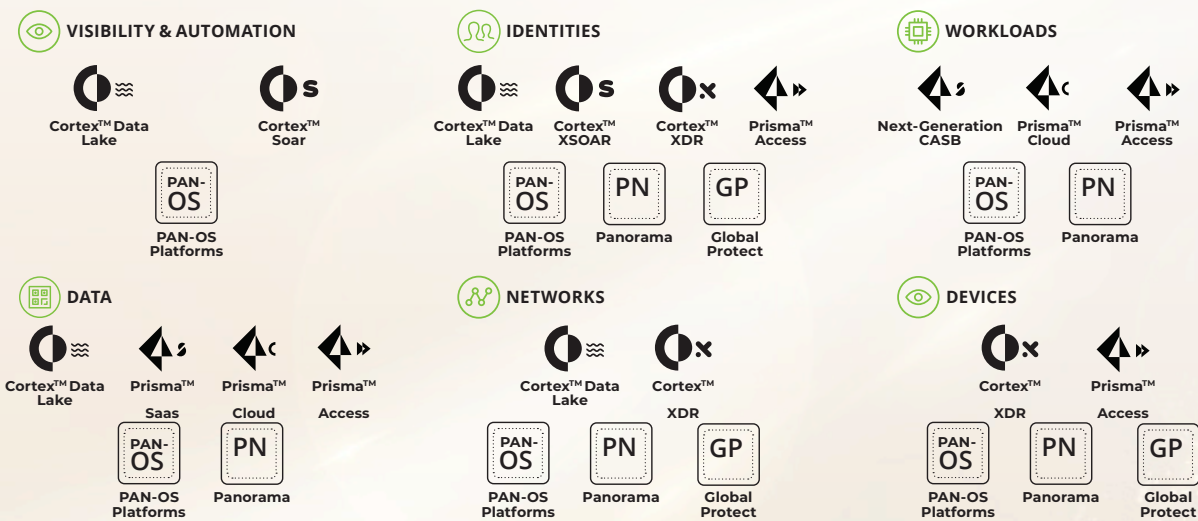 VISIBILITY & AUTOMATION
Cortex™ Data
Lake
Cortex™
Soar
PAN-
OS
PAN-OS
Platforms
IDENTITIES
Cortex™ Data
Lake
Cortex™
XSOAR
Cortex™
XDR
Prisma™
Access
PAN-
OS
PAN-OS
Platforms
PN
Panorama
GP
Global
Protect
WORKLOADS
Next-Generation
CASB
Prisma™
Cloud
Prisma™
Access
PAN-
OS
PAN-OS
Platforms
PN
Panorama
DATA
Cortex™ Data
Lake
Prisma™
Saas
Prisma™
Cloud
Prisma™
Access
PAN-
OS
PAN-OS
Platforms
PN
Panorama
NETWORKS
Cortex™ Data
Lake
Cortex™
XDR
PAN-
OS
PAN-OS
Platforms
PN
Panorama
GP
Global
Protect
DEVICES
Cortex™
XDR
Prisma™
Access
PAN-
OS
PAN-OS
Platforms
PN
Panorama
GP
Global
Protect